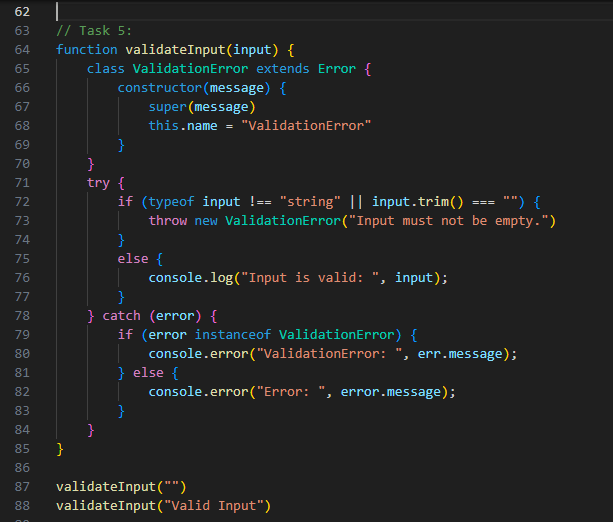 62
63 // Task 5:
64 function validateInput(input) {
65     class ValidationError extends Error {
66         constructor(message) {
67             super(message)
68             this.name = "ValidationError"
69         }
70     }
71     try {
72         if (typeof input !== "string" || input.trim() === "") {
73             throw new ValidationError("Input must not be empty.")
74         }
75         else {
76             console.log("Input is valid: ", input);
77         }
78     } catch (error) {
79         if (error instanceof ValidationError) {
80             console.error("ValidationError: ", err.message);
81         } else {
82             console.error("Error: ", error.message);
83         }
84     }
85 }
86
87 validateInput("")
88 validateInput("Valid Input")